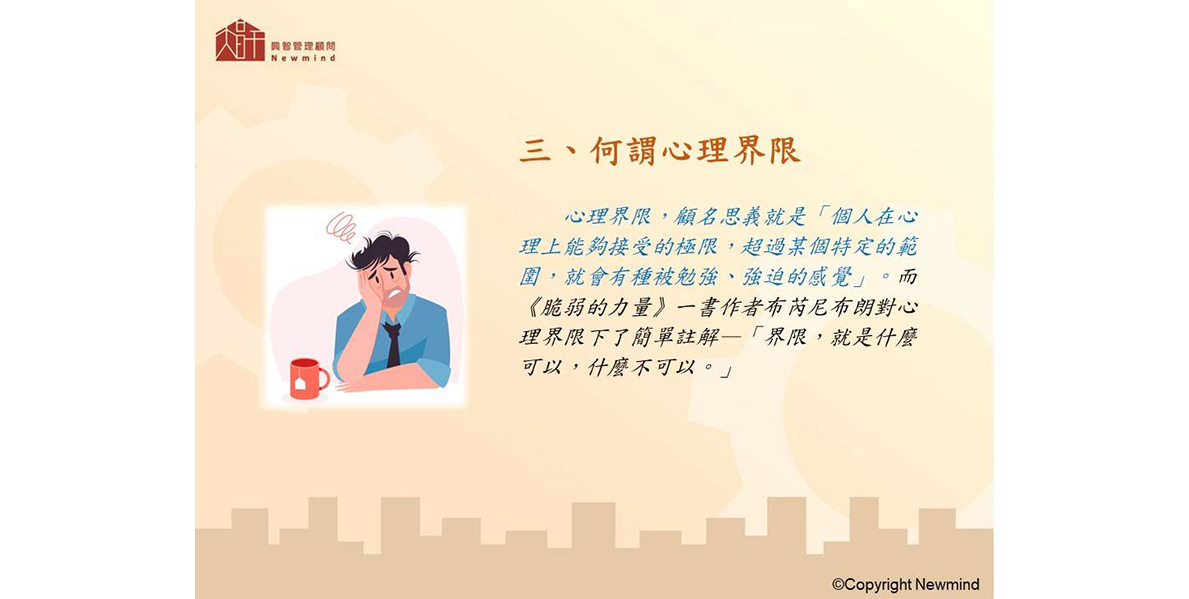 興智管理顧問
Newmind
三、何謂心理界限
心理界限，顧名思義就是「個人在心
理上能夠接受的極限，超過某個特定的範
圍，就會有種被勉強、強迫的感覺」。而
《脆弱的力量》一書作者布芮尼布朗對心
理界限下了簡單註解—「界限，就是什麼
可以，什麼不可以。」
©Copyright Newmind